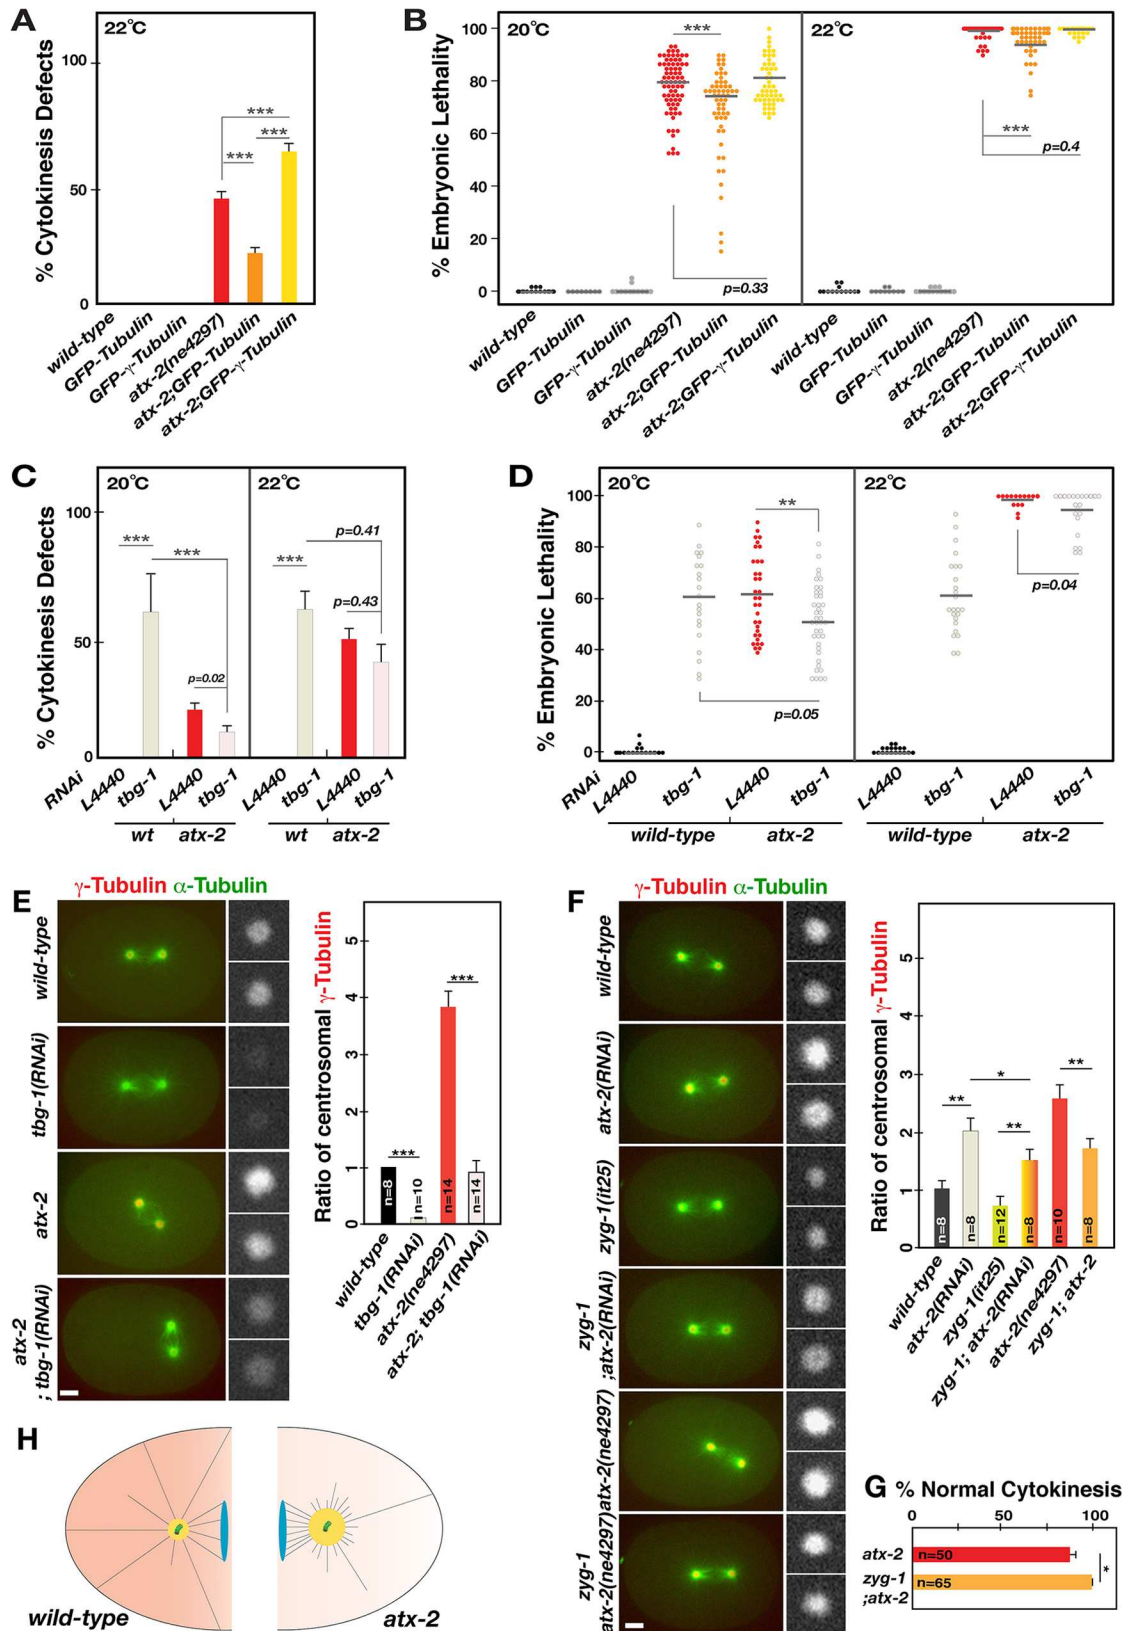 A
22°C
% Cytokinesis Defects
100
50
0
***
***
***
wild-type
GFP-Tubulin
GFP-γ-Tubulin
atx-2(ne4297)
atx-2;GFP-Tubulin
atx-2;GFP-γ-Tubulin
B
20°C
22°C
% Embryonic Lethality
100
80
60
40
20
0
***
p=0.33
***
p=0.4
wild-type
GFP-Tubulin
GFP-γ-Tubulin
atx-2(ne4297)
atx-2;GFP-Tubulin
atx-2;GFP-γ-Tubulin
wild-type
GFP-Tubulin
GFP-γ-Tubulin
atx-2(ne4297)
atx-2;GFP-Tubulin
atx-2;GFP-γ-Tubulin
C
20°C
22°C
% Cytokinesis Defects
100
50
0
***
***
p=0.02
***
p=0.41
p=0.43
RNAi
L4440
tbg-1
L4440
tbg-1
L4440
tbg-1
L4440
tbg-1
wt
atx-2
wt
atx-2
D
20°C
22°C
% Embryonic Lethality
100
80
60
40
20
0
**
p=0.05
p=0.04
RNAi
L4440
tbg-1
L4440
tbg-1
L4440
tbg-1
L4440
tbg-1
wild-type
atx-2
wild-type
atx-2
E
γ-Tubulin α-Tubulin
wild-type
tbg-1(RNAi)
atx-2
atx-2
; tbg-1(RNAi)
Ratio of centrosomal γ-Tubulin
5
4
3
2
1
0
***
***
n=8
n=10
n=14
n=14
wild-type
tbg-1(RNAi)
atx-2(ne4297)
atx-2; tbg-1(RNAi)
F
γ-Tubulin α-Tubulin
wild-type
atx-2(RNAi)
zyg-1(it25)
zyg-1
;atx-2(RNAi)
atx-2(ne4297)
zyg-1
atx-2(ne4297)
Ratio of centrosomal γ-Tubulin
5
4
3
2
1
0
**
*
**
**
n=8
n=8
n=12
n=8
n=10
n=8
wild-type
atx-2(RNAi)
zyg-1(it25)
zyg-1; atx-2(RNAi)
atx-2(ne4297)
zyg-1; atx-2
G
% Normal Cytokinesis
0
50
100
atx-2
n=50
zyg-1
;atx-2
n=65
*
H
wild-type
atx-2